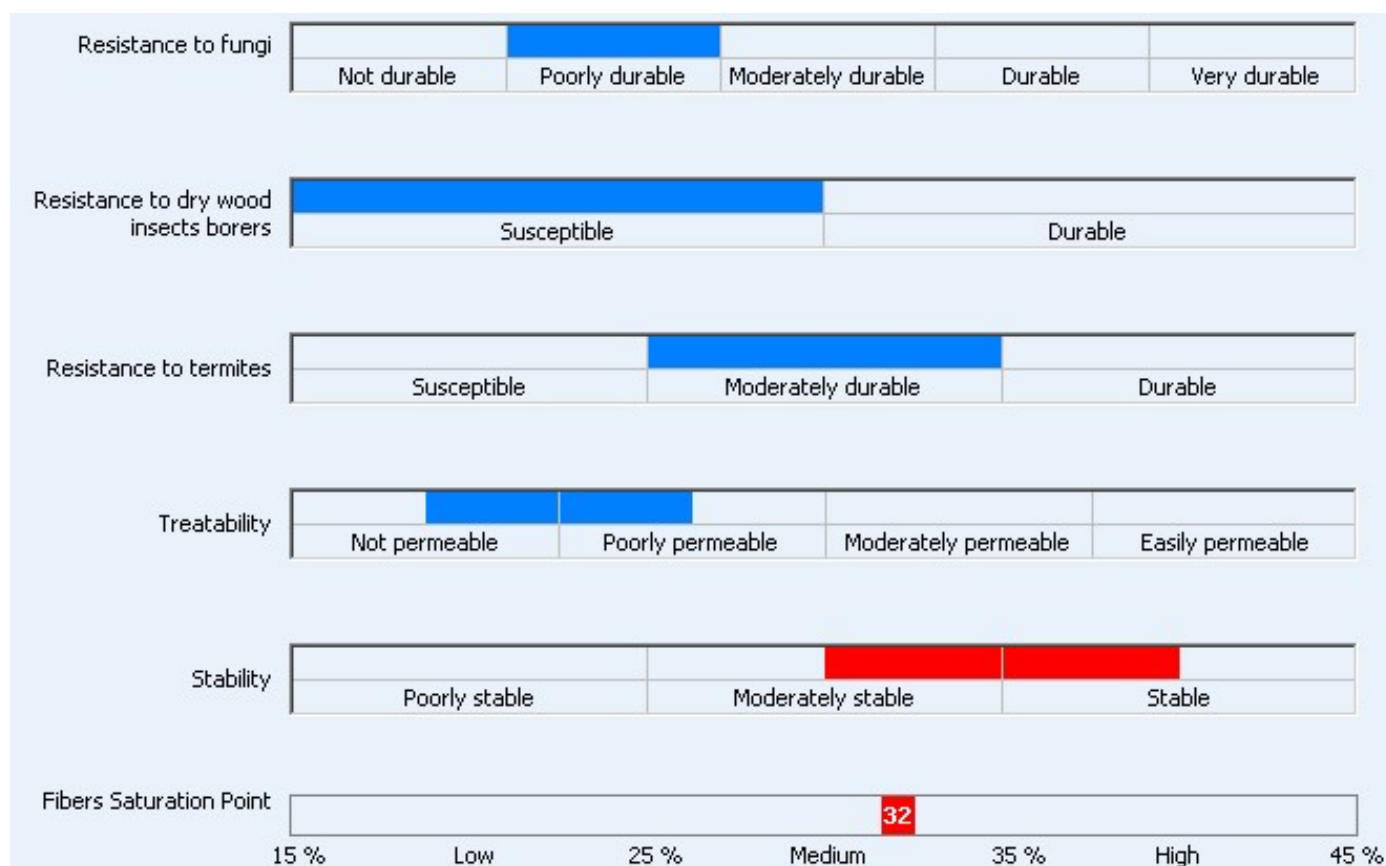 Resistance to fungi
Not durable Poorly durable Moderately durable Durable Very durable
Resistance to dry wood
insects borers
Susceptible Durable
Resistance to termites
Susceptible Moderately durable Durable
Treatability
Not permeable Poorly permeable Moderately permeable Easily permeable
Stability
Poorly stable Moderately stable Stable
Fibers Saturation Point
32
15 % Low 25 % Medium 35 % High 45 %